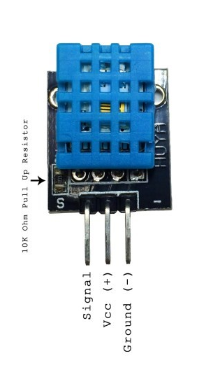 10K Ohm Pull Up Resistor
S
-
Signal
Vcc (+)
Ground (-)